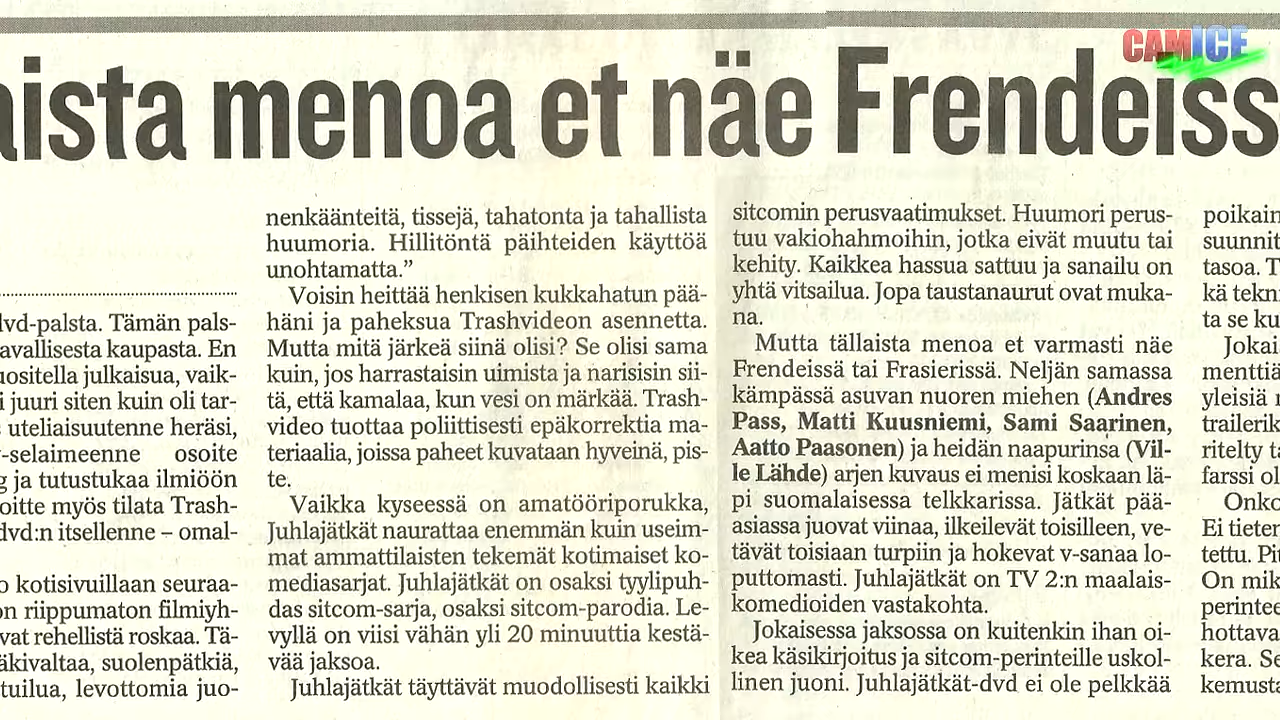 CAMICE
aista menoa et näe Frendeiss
lvd-palsta. Tämän pals-
avallisesta kaupasta. En
uositella julkaisua, vaik-
i juuri siten kuin oli tar-
s uteliaisuutenne heräsi,
-selaimeenne osoite
g ja tutustukaa ilmiöön
oitte myös tilata Trash-
dvd:n itsellenne – omal-
o kotisivuillaan seuraa-
on riippumaton filmiyh-
vat rehellistä roskaa. Tä-
äkivaltaa, suolenpätkiä,
tuilua, levottomia juo-
nenkäänteitä, tissejä, tahatonta ja tahallista
huumoria. Hillitöntä päihteiden käyttöä
unohtamatta.”
Voisin heittää henkisen kukkahatun pää-
häni ja paheksua Trashvideon asennetta.
Mutta mitä järkeä siinä olisi? Se olisi sama
kuin, jos harrastaisin uimista ja narisisin sii-
tä, että kamalaa, kun vesi on märkää. Trash-
video tuottaa poliittisesti epäkorrektia ma-
teriaalia, joissa paheet kuvataan hyveinä, pis-
te.
Vaikka kyseessä on amatööriporukka,
Juhlajätkät naurattaa enemmän kuin useim-
mat ammattilaisten tekemät kotimaiset ko-
mediasarjat. Juhlajätkät on osaksi tyylipuh-
das sitcom-sarja, osaksi sitcom-parodia. Le-
vyllä on viisi vähän yli 20 minuuttia kestä-
vää jaksoa.
Juhlajätkät täyttävät muodollisesti kaikki
sitcomin perusvaatimukset. Huumori perus-
tuu vakiohahmoihin, jotka eivät muutu tai
kehity. Kaikkea hassua sattuu ja sanailu on
yhtä vitsailua. Jopa taustanaurut ovat muka-
na.
Mutta tällaista menoa et varmasti näe
Frendeissä tai Frasierissä. Neljän samassa
kämpässä asuvan nuoren miehen (Andres
Pass, Matti Kuusniemi, Sami Saarinen,
Aatto Paasonen) ja heidän naapurinsa (Vil-
le Lähde) arjen kuvaus ei menisi koskaan lä-
pi suomalaisessa telkkarissa. Jätkät pää-
asiassa juovat viinaa, ilkeilevät toisilleen, ve-
tävät toisiaan turpiin ja hokevat v-sanaa lo-
puttomasti. Juhlajätkät on TV 2:n maalais-
komedioiden vastakohta.
Jokaisessa jaksossa on kuitenkin ihan oi-
kea käsikirjoitus ja sitcom-perinteille uskol-
linen juoni. Juhlajätkät-dvd ei ole pelkkää
poikain
suunnit
tasoa. T
kä tekni
ta se ku
Jokai
menttiä
yleisiä r
trailerik
ritelty ta
farssi ol
Onko
Ei tieten
tettu. Pi
On mik
perintee
hottava
kera. Se
kemusta